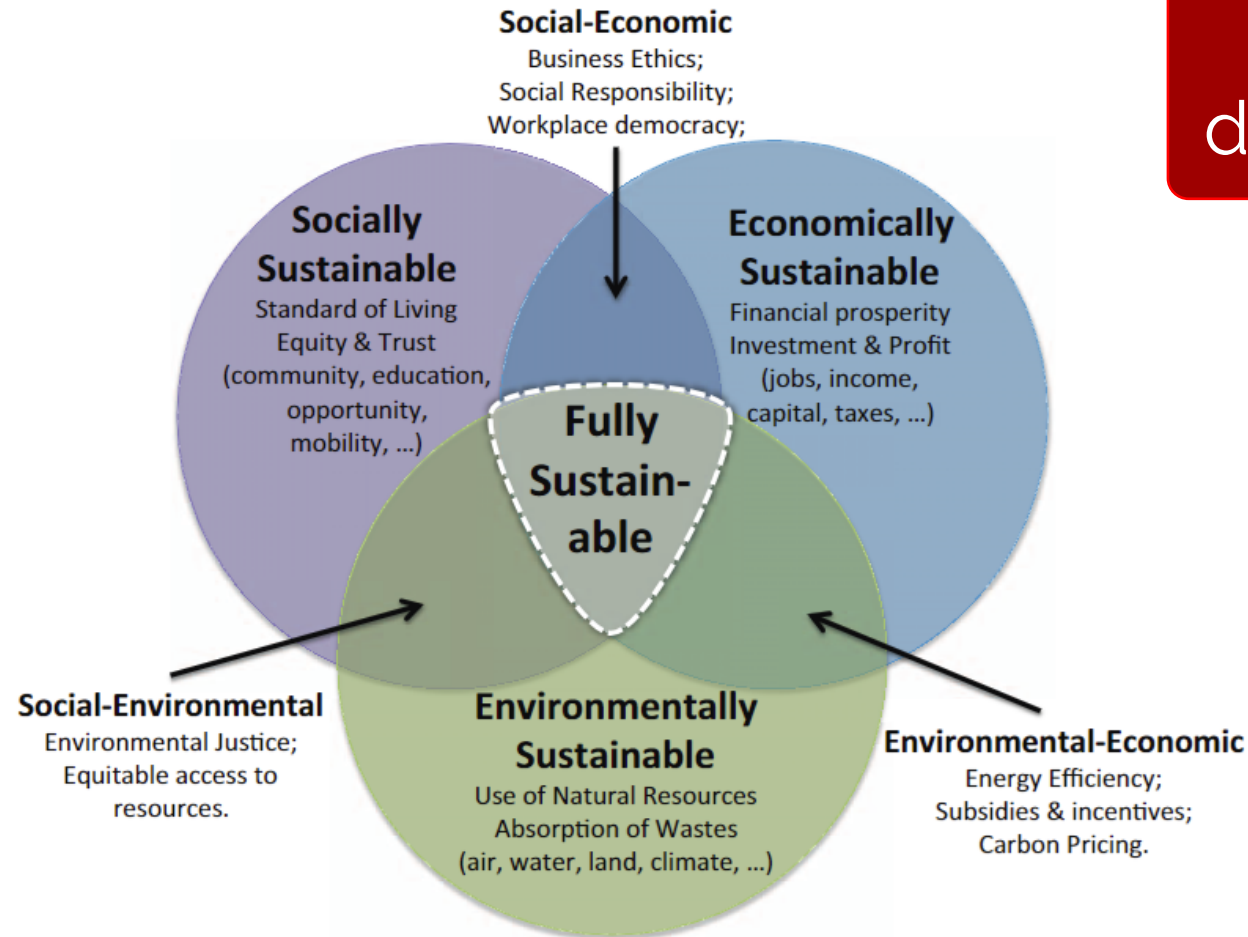 Social-Economic
Business Ethics;
Social Responsibility;
Workplace democracy;
d
Socially
Sustainable
Standard of Living
Equity & Trust
(community, education,
opportunity,
mobility, ...)
Economically
Sustainable
Financial prosperity
Investment & Profit
(jobs, income,
capital, taxes, ...)
Fully
Sustain-
able
Social-Environmental
Environmental Justice;
Equitable access to
resources.
Environmentally
Sustainable
Use of Natural Resources
Absorption of Wastes
(air, water, land, climate, ...)
Environmental-Economic
Energy Efficiency;
Subsidies & incentives;
Carbon Pricing.